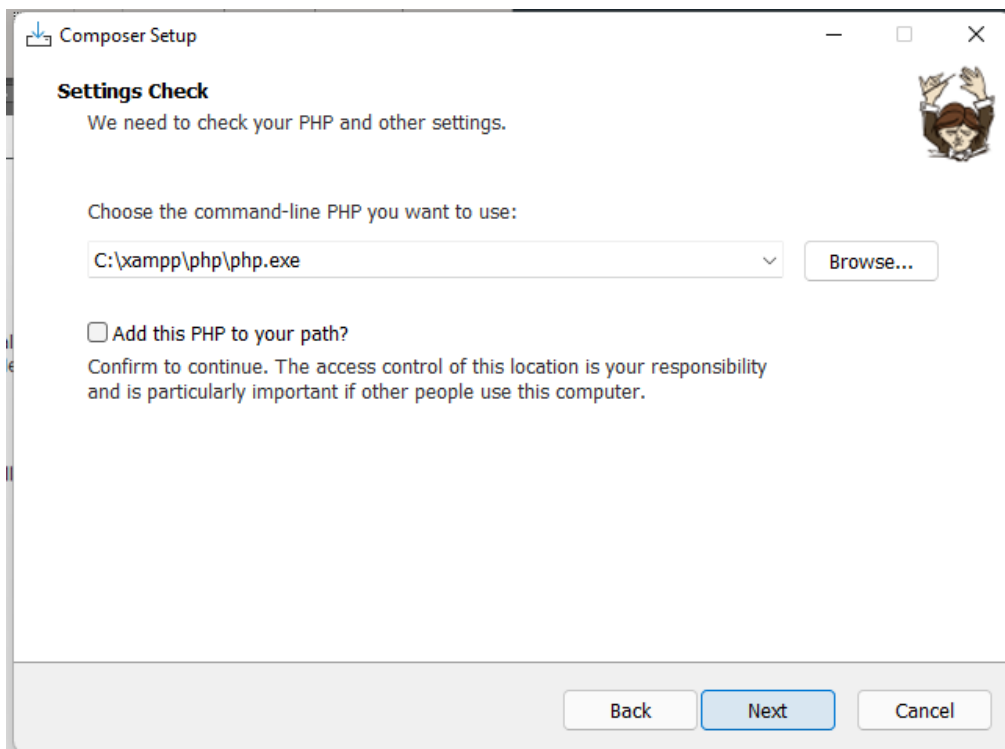 Composer Setup
Settings Check
We need to check your PHP and other settings.
Choose the command-line PHP you want to use:
C:\xampp\php\php.exe
Browse...
Add this PHP to your path?
Confirm to continue. The access control of this location is your responsibility
and is particularly important if other people use this computer.
Back
Next
Cancel